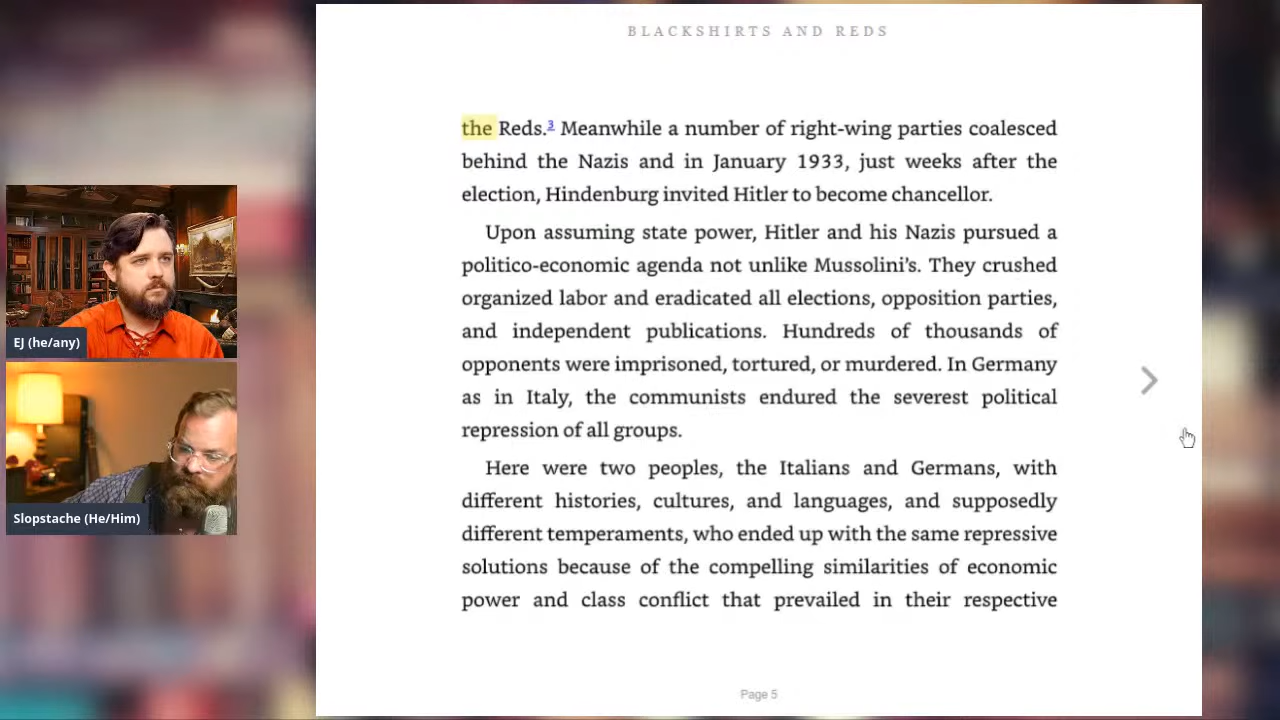 BLACKSHIRTS AND REDS
the Reds.3 Meanwhile a number of right-wing parties coalesced
behind the Nazis and in January 1933, just weeks after the
election, Hindenburg invited Hitler to become chancellor.
Upon assuming state power, Hitler and his Nazis pursued a
politico-economic agenda not unlike Mussolini’s. They crushed
organized labor and eradicated all elections, opposition parties,
and independent publications. Hundreds of thousands of
opponents were imprisoned, tortured, or murdered. In Germany
as in Italy, the communists endured the severest political
repression of all groups.
Here were two peoples, the Italians and Germans, with
different histories, cultures, and languages, and supposedly
different temperaments, who ended up with the same repressive
solutions because of the compelling similarities of economic
power and class conflict that prevailed in their respective
Page 5
EJ (he/any)
Slopstache (He/Him)